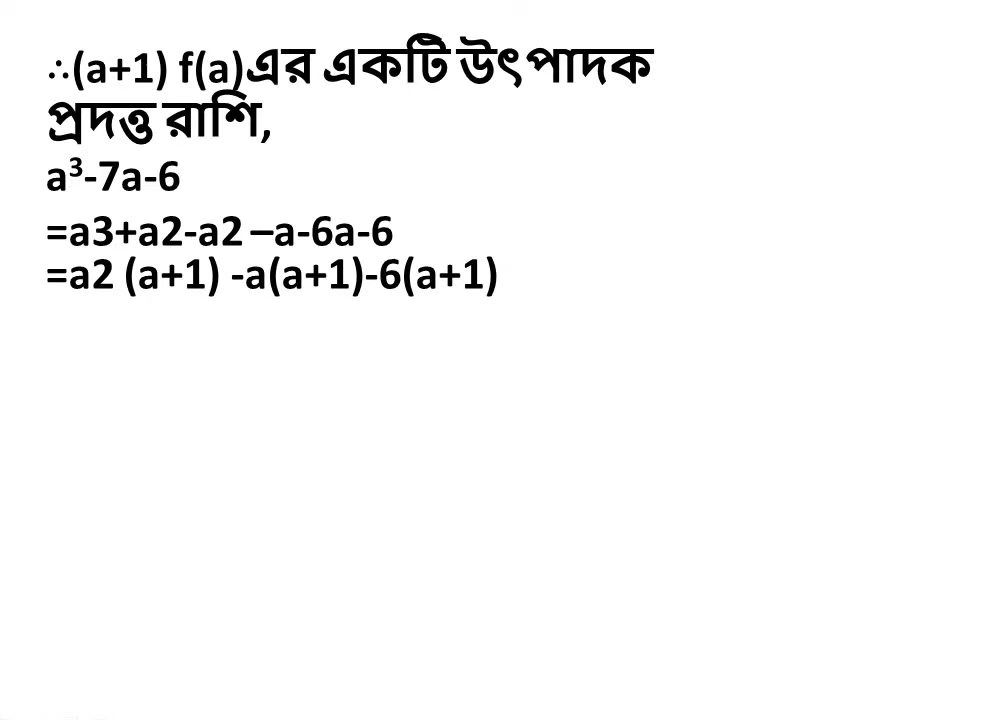 ∴(a+1) f(a)এর একটি উৎপাদক
প্রদত্ত রাশি,
a³-7a-6
=a3+a2-a2 –a-6a-6
=a2 (a+1) -a(a+1)-6(a+1)